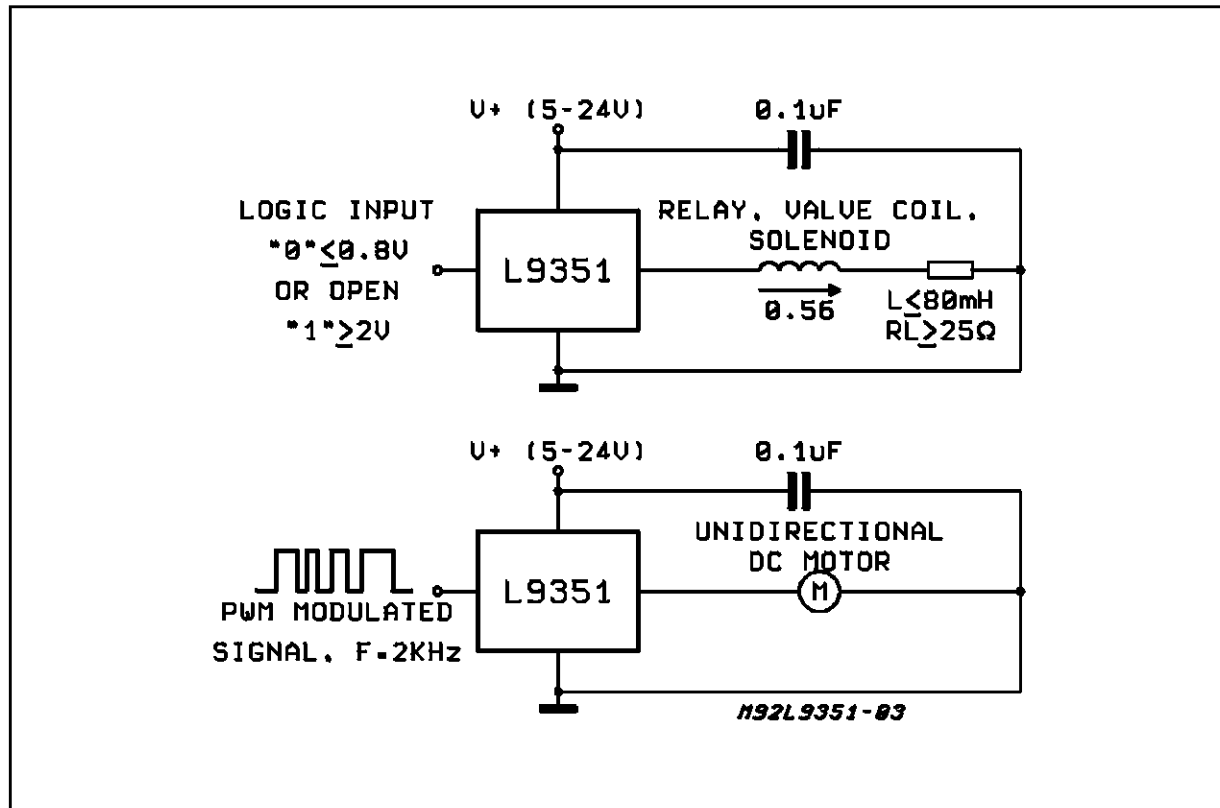 V+ (5-24V)
0.1uF
LOGIC INPUT
"0"≤0.8V
OR OPEN
"1"≥2V
L9351
RELAY, VALVE COIL,
SOLENOID
0.56
L≤80mH
RL≥25Ω
V+ (5-24V)
0.1uF
PWM MODULATED
SIGNAL, F=2KHz
L9351
UNIDIRECTIONAL
DC MOTOR
M
M92L9351-03